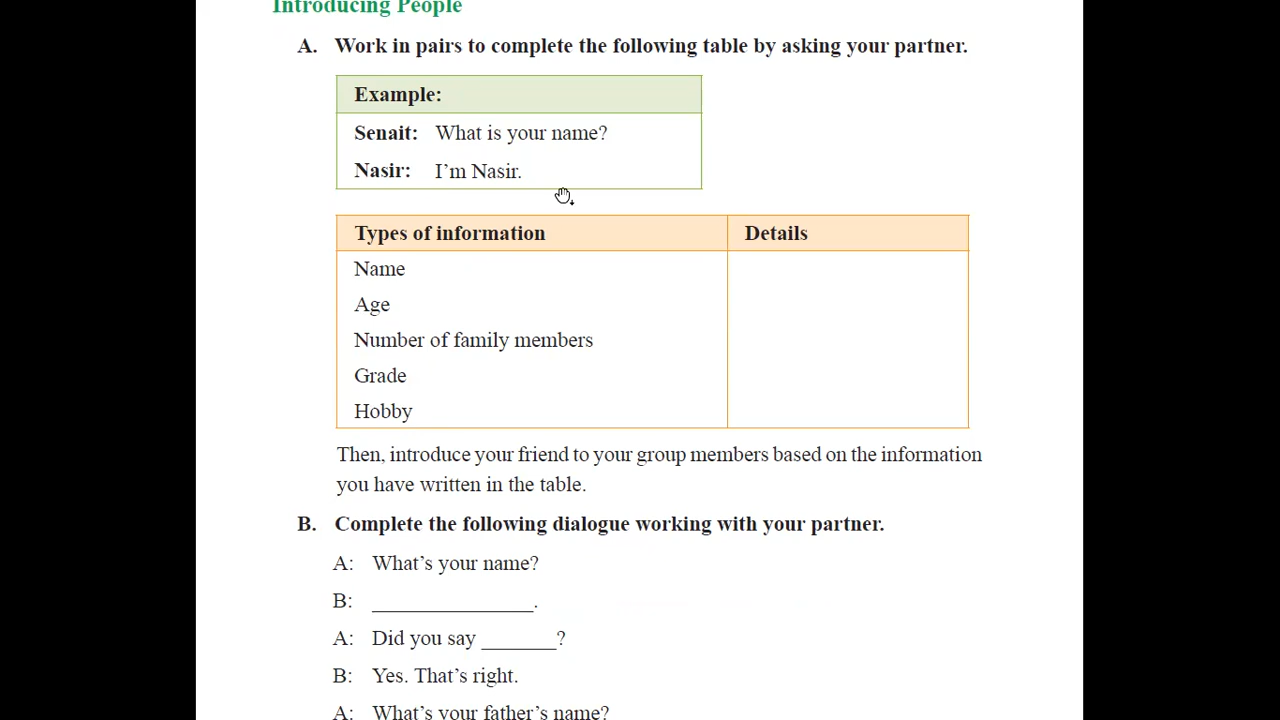 Introducing People
A. Work in pairs to complete the following table by asking your partner.
Example:
Senait: What is your name?
Nasir: I’m Nasir.
Types of information Details
Name
Age
Number of family members
Grade
Hobby
Then, introduce your friend to your group members based on the information
you have written in the table.
B. Complete the following dialogue working with your partner.
A: What’s your name?
B: _______________.
A: Did you say _______?
B: Yes. That’s right.
A: What’s your father’s name?